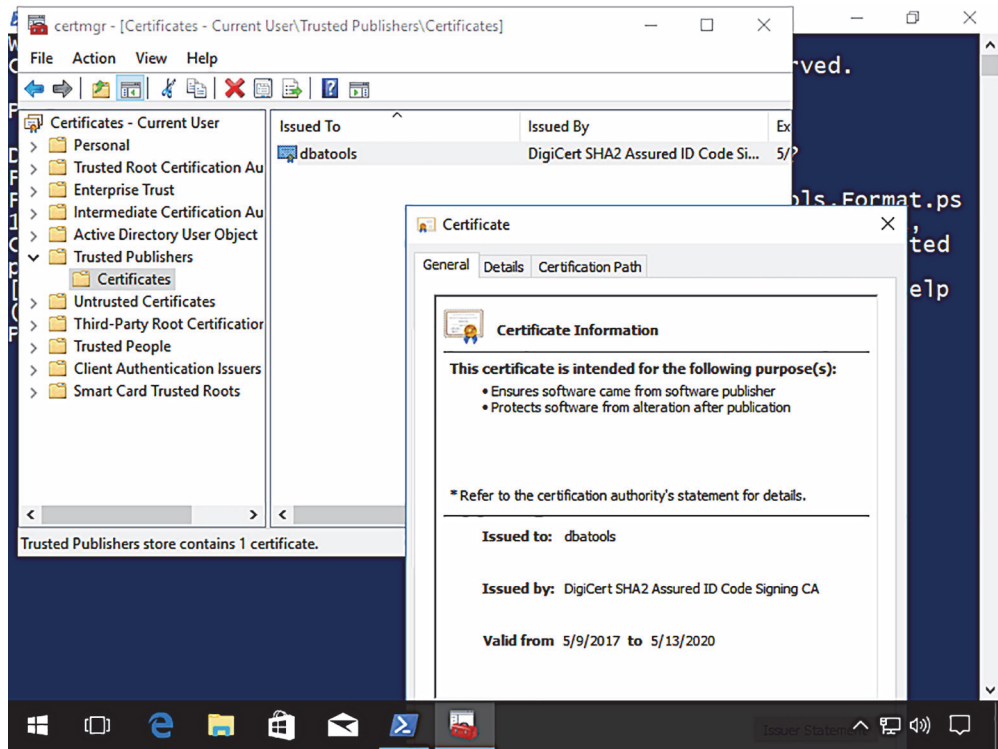 certmgr - [Certificates - Current User\Trusted Publishers\Certificates]
File Action View Help
Certificates - Current User
Personal
Trusted Root Certification Au
Enterprise Trust
Intermediate Certification Au
Active Directory User Object
Trusted Publishers
Certificates
Untrusted Certificates
Third-Party Root Certification
Trusted People
Client Authentication Issuers
Smart Card Trusted Roots
Issued To Issued By Ex
dbatools DigiCert SHA2 Assured ID Code Si... 5/
Trusted Publishers store contains 1 certificate.
rved.
?
ols.Format.ps
1 ,
ted
elp
Certificate
General Details Certification Path
Certificate Information
This certificate is intended for the following purpose(s):
• Ensures software came from software publisher
• Protects software from alteration after publication
* Refer to the certification authority's statement for details.
Issued to: dbatools
Issued by: DigiCert SHA2 Assured ID Code Signing CA
Valid from 5/9/2017 to 5/13/2020